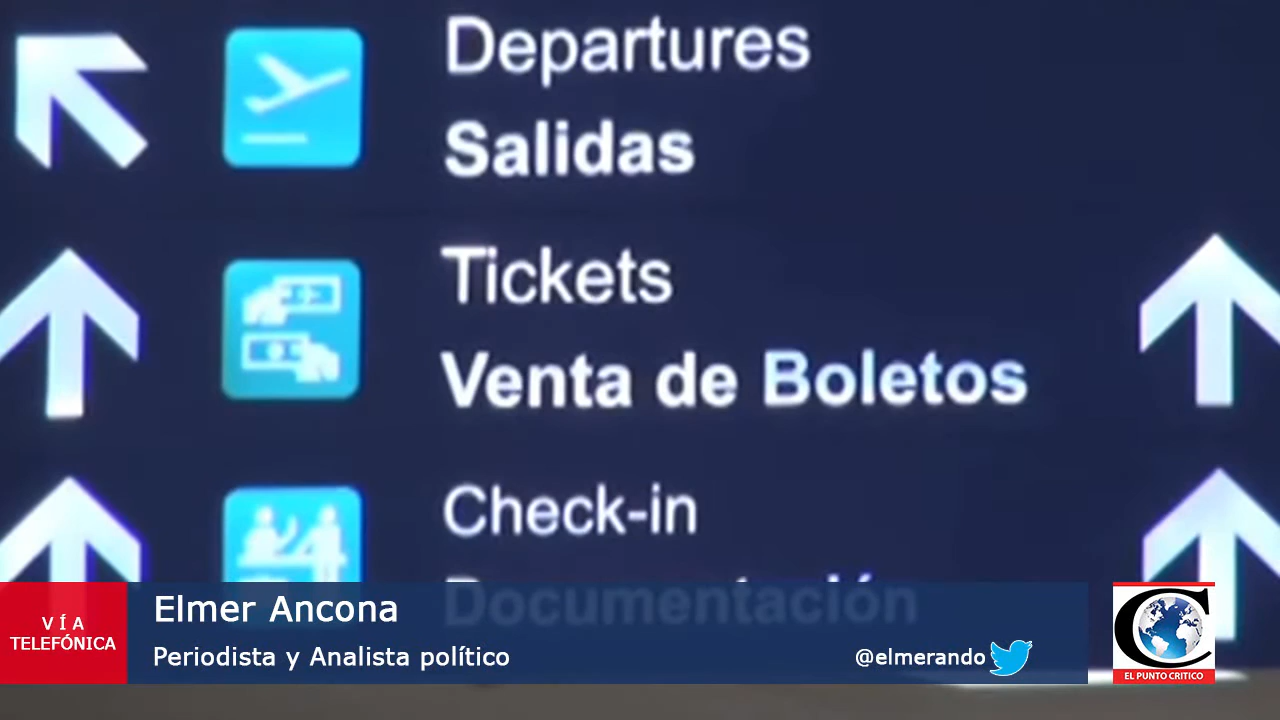 Departures
Salidas
Tickets
Venta de Boletos
Check-in
Documentación
VÍA
TELEFÓNICA
Elmer Ancona
Periodista y Analista político
@elmerando
C
EL PUNTO CRITICO